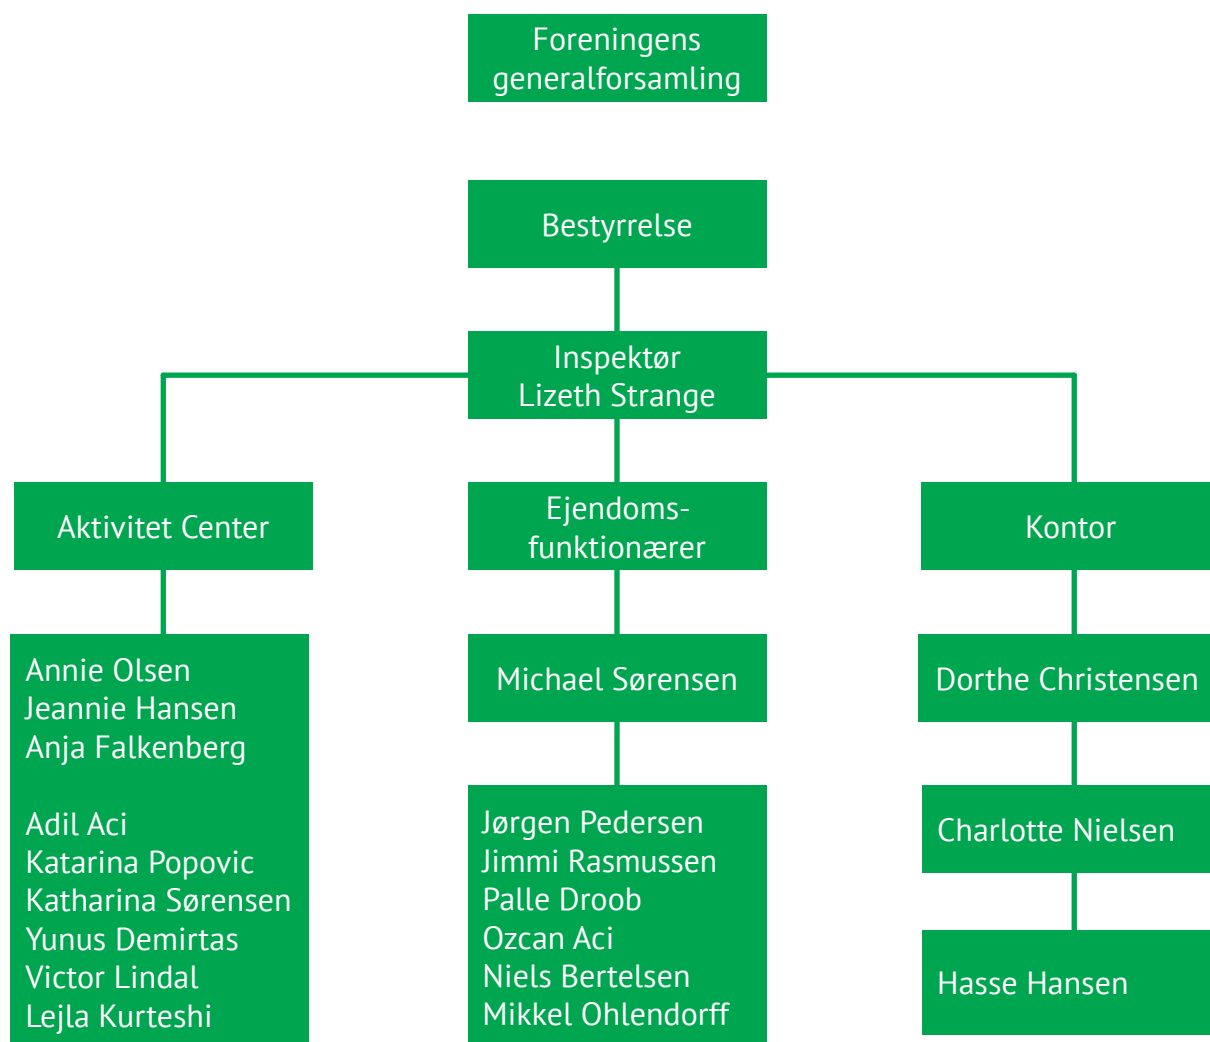 Foreningens
generalforsamling
Bestyrrelse
Inspektør
Lizeth Strange
Aktivitet Center
Ejendoms-
funktionærer
Kontor
Annie Olsen
Jeannie Hansen
Anja Falkenberg
Adil Aci
Katarina Popovic
Katharina Sørensen
Yunus Demirtas
Victor Lindal
Lejla Kurteshi
Michael Sørensen
Jørgen Pedersen
Jimmi Rasmussen
Palle Droob
Ozcan Aci
Niels Bertelsen
Mikkel Ohlendorff
Dorthe Christensen
Charlotte Nielsen
Hasse Hansen